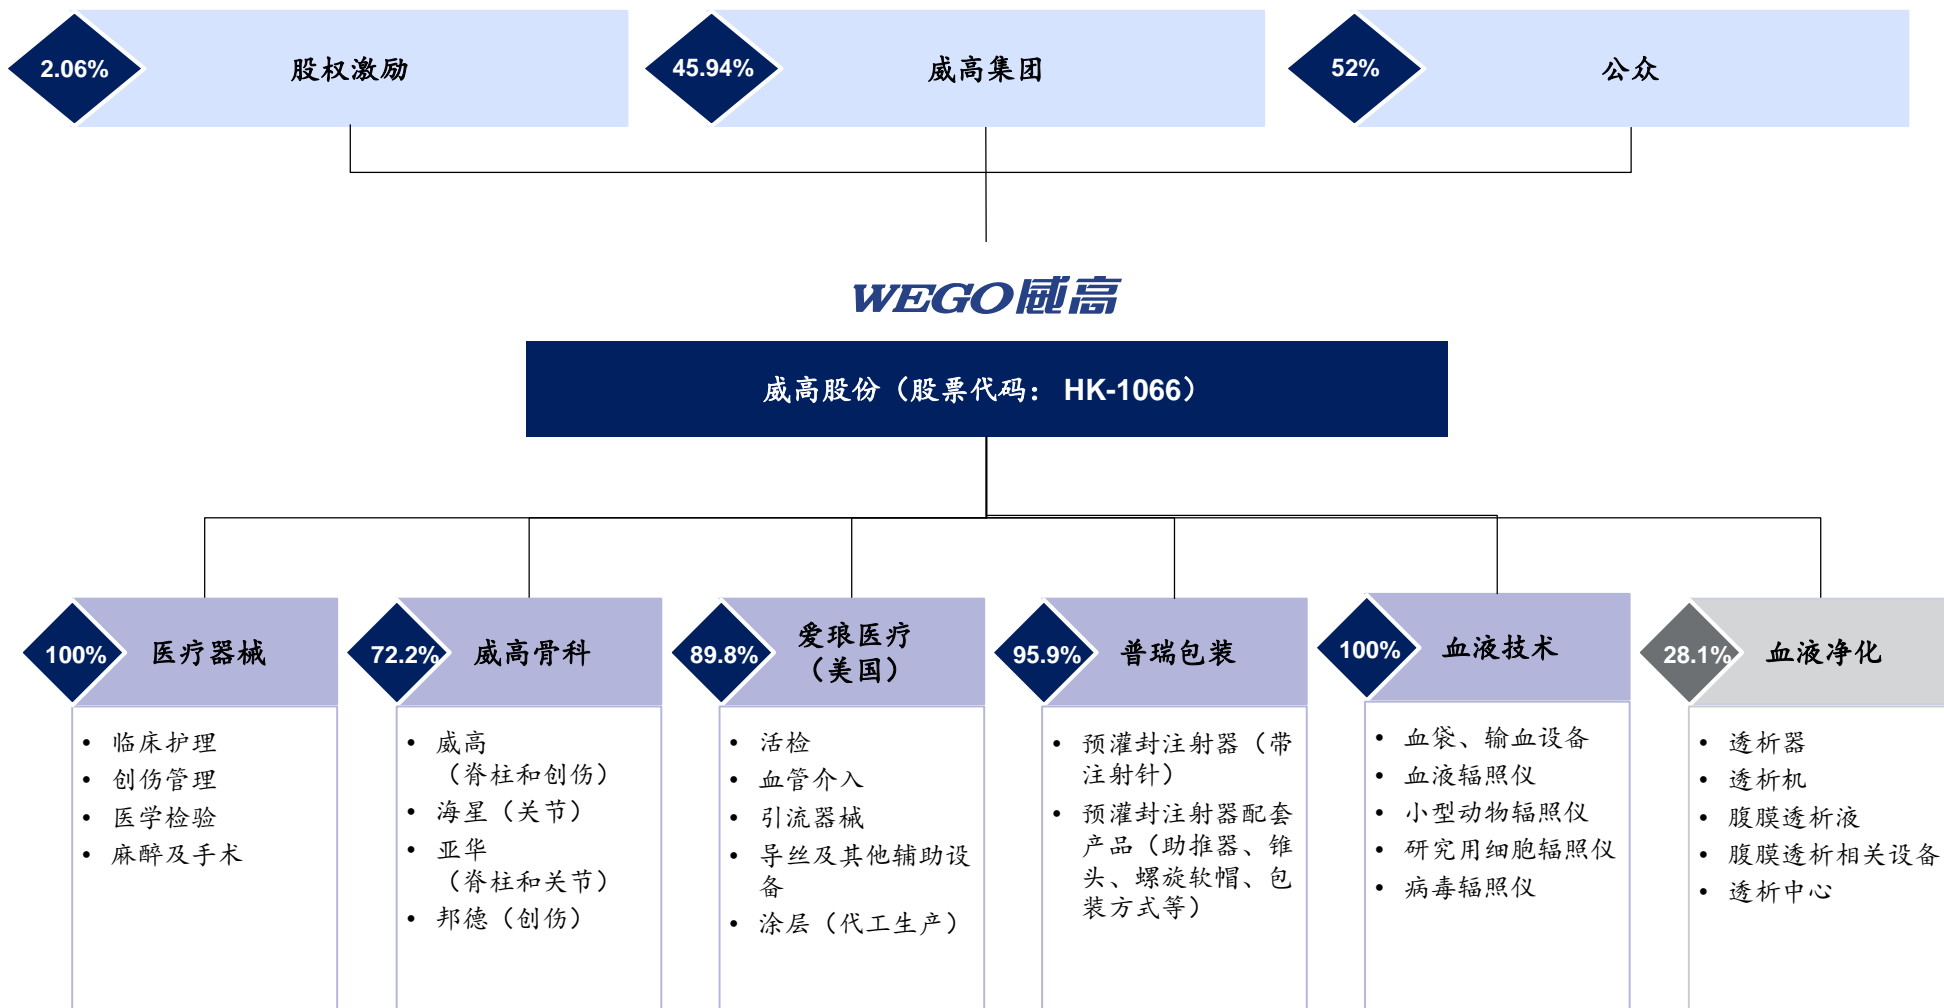 2.06%
股权激励
45.94%
威高集团
52%
公众
WEGO威高
威高股份（股票代码： HK-1066）
100%
医疗器械
• 临床护理
• 创伤管理
• 医学检验
• 麻醉及手术
72.2%
威高骨科
• 威高
（脊柱和创伤）
• 海星（关节）
• 亚华
（脊柱和关节）
• 邦德（创伤）
89.8%
爱琅医疗
（美国）
• 活检
• 血管介入
• 引流器械
• 导丝及其他辅助设
备
• 涂层（代工生产）
95.9%
普瑞包装
• 预灌封注射器（带
注射针）
• 预灌封注射器配套
产品（助推器、锥
头、螺旋软帽、包
装方式等）
100%
血液技术
• 血袋、输血设备
• 血液辐照仪
• 小型动物辐照仪
• 研究用细胞辐照仪
• 病毒辐照仪
28.1%
血液净化
• 透析器
• 透析机
• 腹膜透析液
• 腹膜透析相关设备
• 透析中心